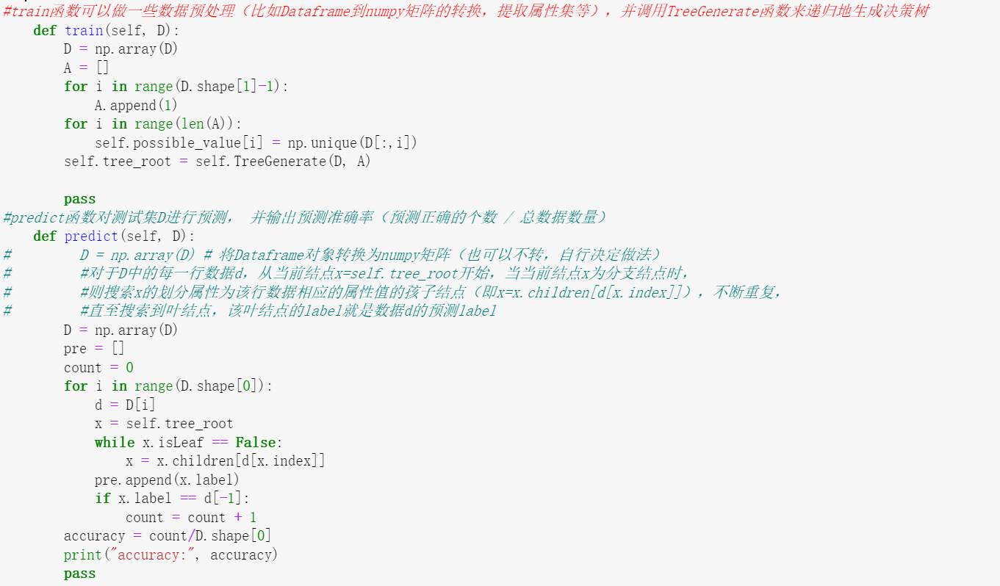 #train函数可以做一些数据预处理（比如Dataframe到numpy矩阵的转换，提取属性集等），并调用TreeGenerate函数来递归地生成决策树
    def train(self, D):
        D = np.array(D)
        A = []
        for i in range(D.shape[1]-1):
            A.append(1)
        for i in range(len(A)):
            self.possible_value[i] = np.unique(D[:,i])
        self.tree_root = self.TreeGenerate(D, A)

        pass
#predict函数对测试集D进行预测， 并输出预测准确率（预测正确的个数 / 总数据数量）
    def predict(self, D):
#         D = np.array(D) # 将Dataframe对象转换为numpy矩阵（也可以不转，自行决定做法）
#         #对于D中的每一行数据d，从当前结点x=self.tree_root开始，当当前结点x为分支结点时，
#         #则搜索x的划分属性为该行数据相应的属性值的孩子结点（即x=x.children[d[x.index]]），不断重复，
#         #直至搜索到叶结点，该叶结点的label就是数据d的预测label
        D = np.array(D)
        pre = []
        count = 0
        for i in range(D.shape[0]):
            d = D[i]
            x = self.tree_root
            while x.isLeaf == False:
                x = x.children[d[x.index]]
            pre.append(x.label)
            if x.label == d[-1]:
                count = count + 1
        accuracy = count/D.shape[0]
        print("accuracy:", accuracy)
        pass